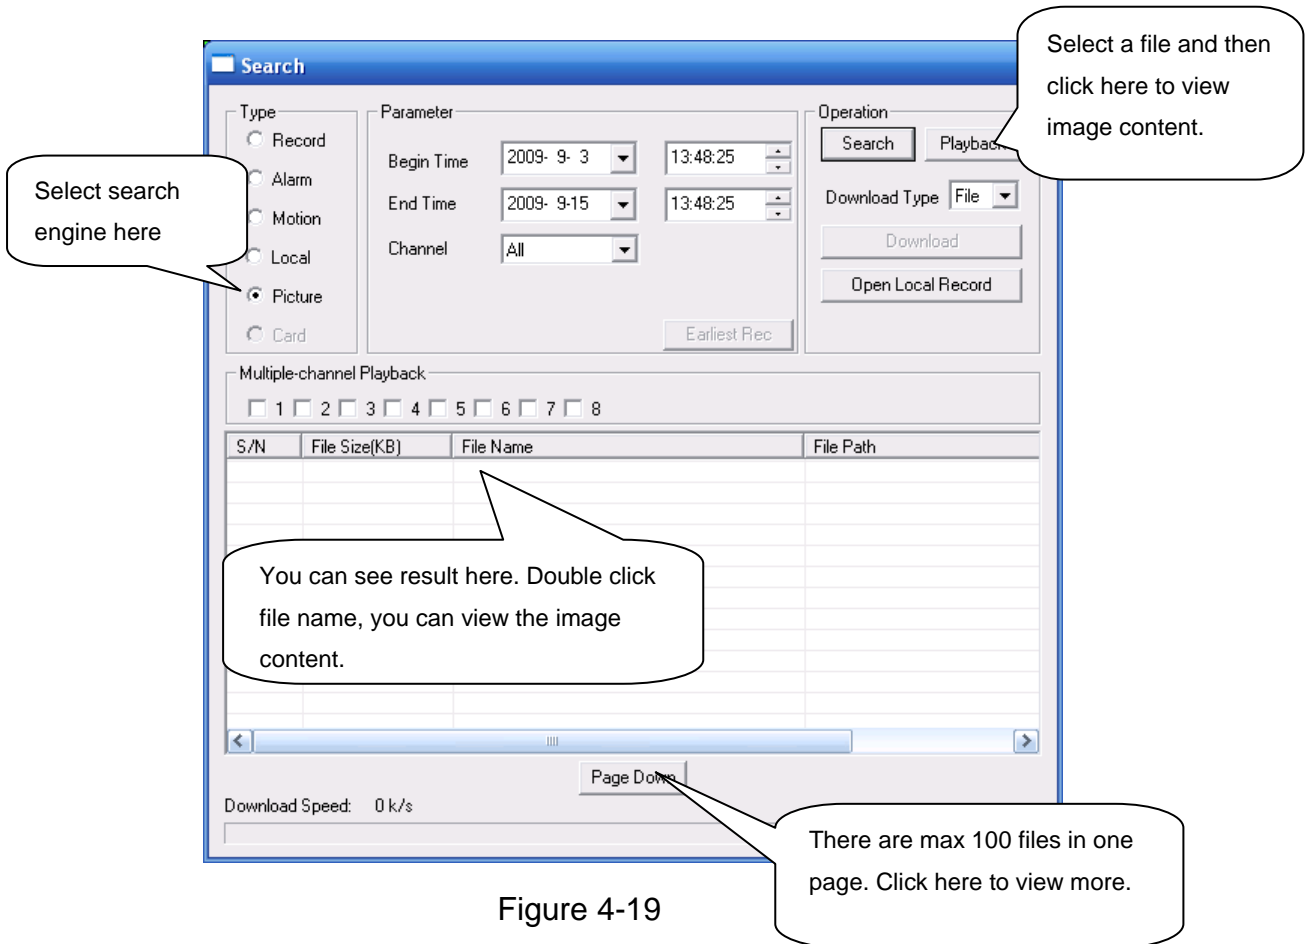 Search
Select a file and then
click here to view
image content.
Type
Record
Alarm
Motion
Local
Picture
Card
Select search
engine here
Parameter
Begin Time 2009- 9- 3 13:48:25
End Time 2009- 9-15 13:48:25
Channel All
Earliest Rec
Operation
Search Playback
Download Type File
Download
Open Local Record
Multiple-channel Playback
1 2 3 4 5 6 7 8
S/N File Size(KB) File Name File Path
You can see result here. Double click
file name, you can view the image
content.
Page Down
Download Speed: 0 k/s
There are max 100 files in one
page. Click here to view more.
Figure 4-19